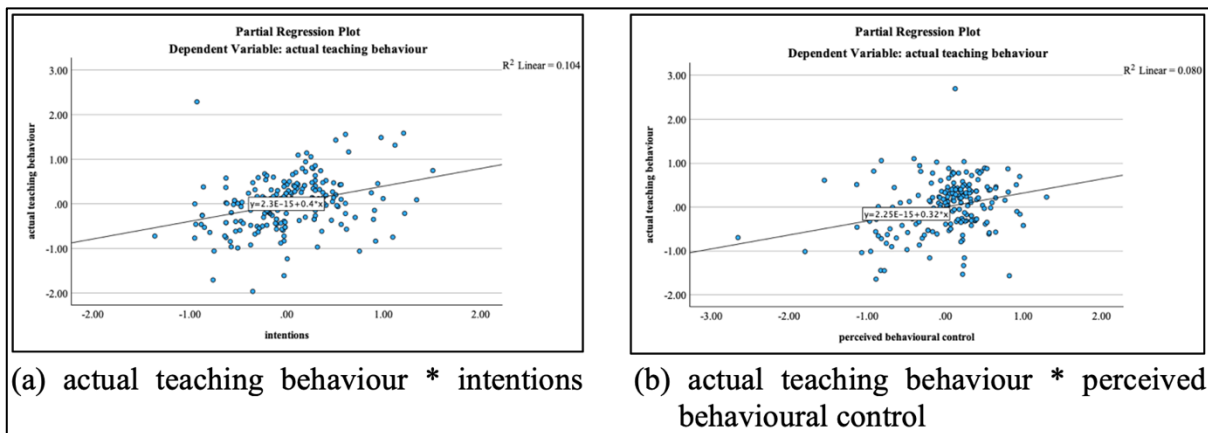 Partial Regression Plot
Dependent Variable: actual teaching behaviour
R2 Linear = 0.104
3.00
2.00
1.00
.00
-1.00
-2.00
actual teaching behaviour
y=2.3E-15+0.4*x
-2.00 -1.00 .00 1.00 2.00
intentions
(a) actual teaching behaviour * intentions
Partial Regression Plot
Dependent Variable: actual teaching behaviour
R2 Linear = 0.080
3.00
2.00
1.00
.00
-1.00
-2.00
actual teaching behaviour
y=2.25E-15+0.32*x
-3.00 -2.00 -1.00 .00 1.00 2.00
perceived behavioural control
(b) actual teaching behaviour * perceived
behavioural control